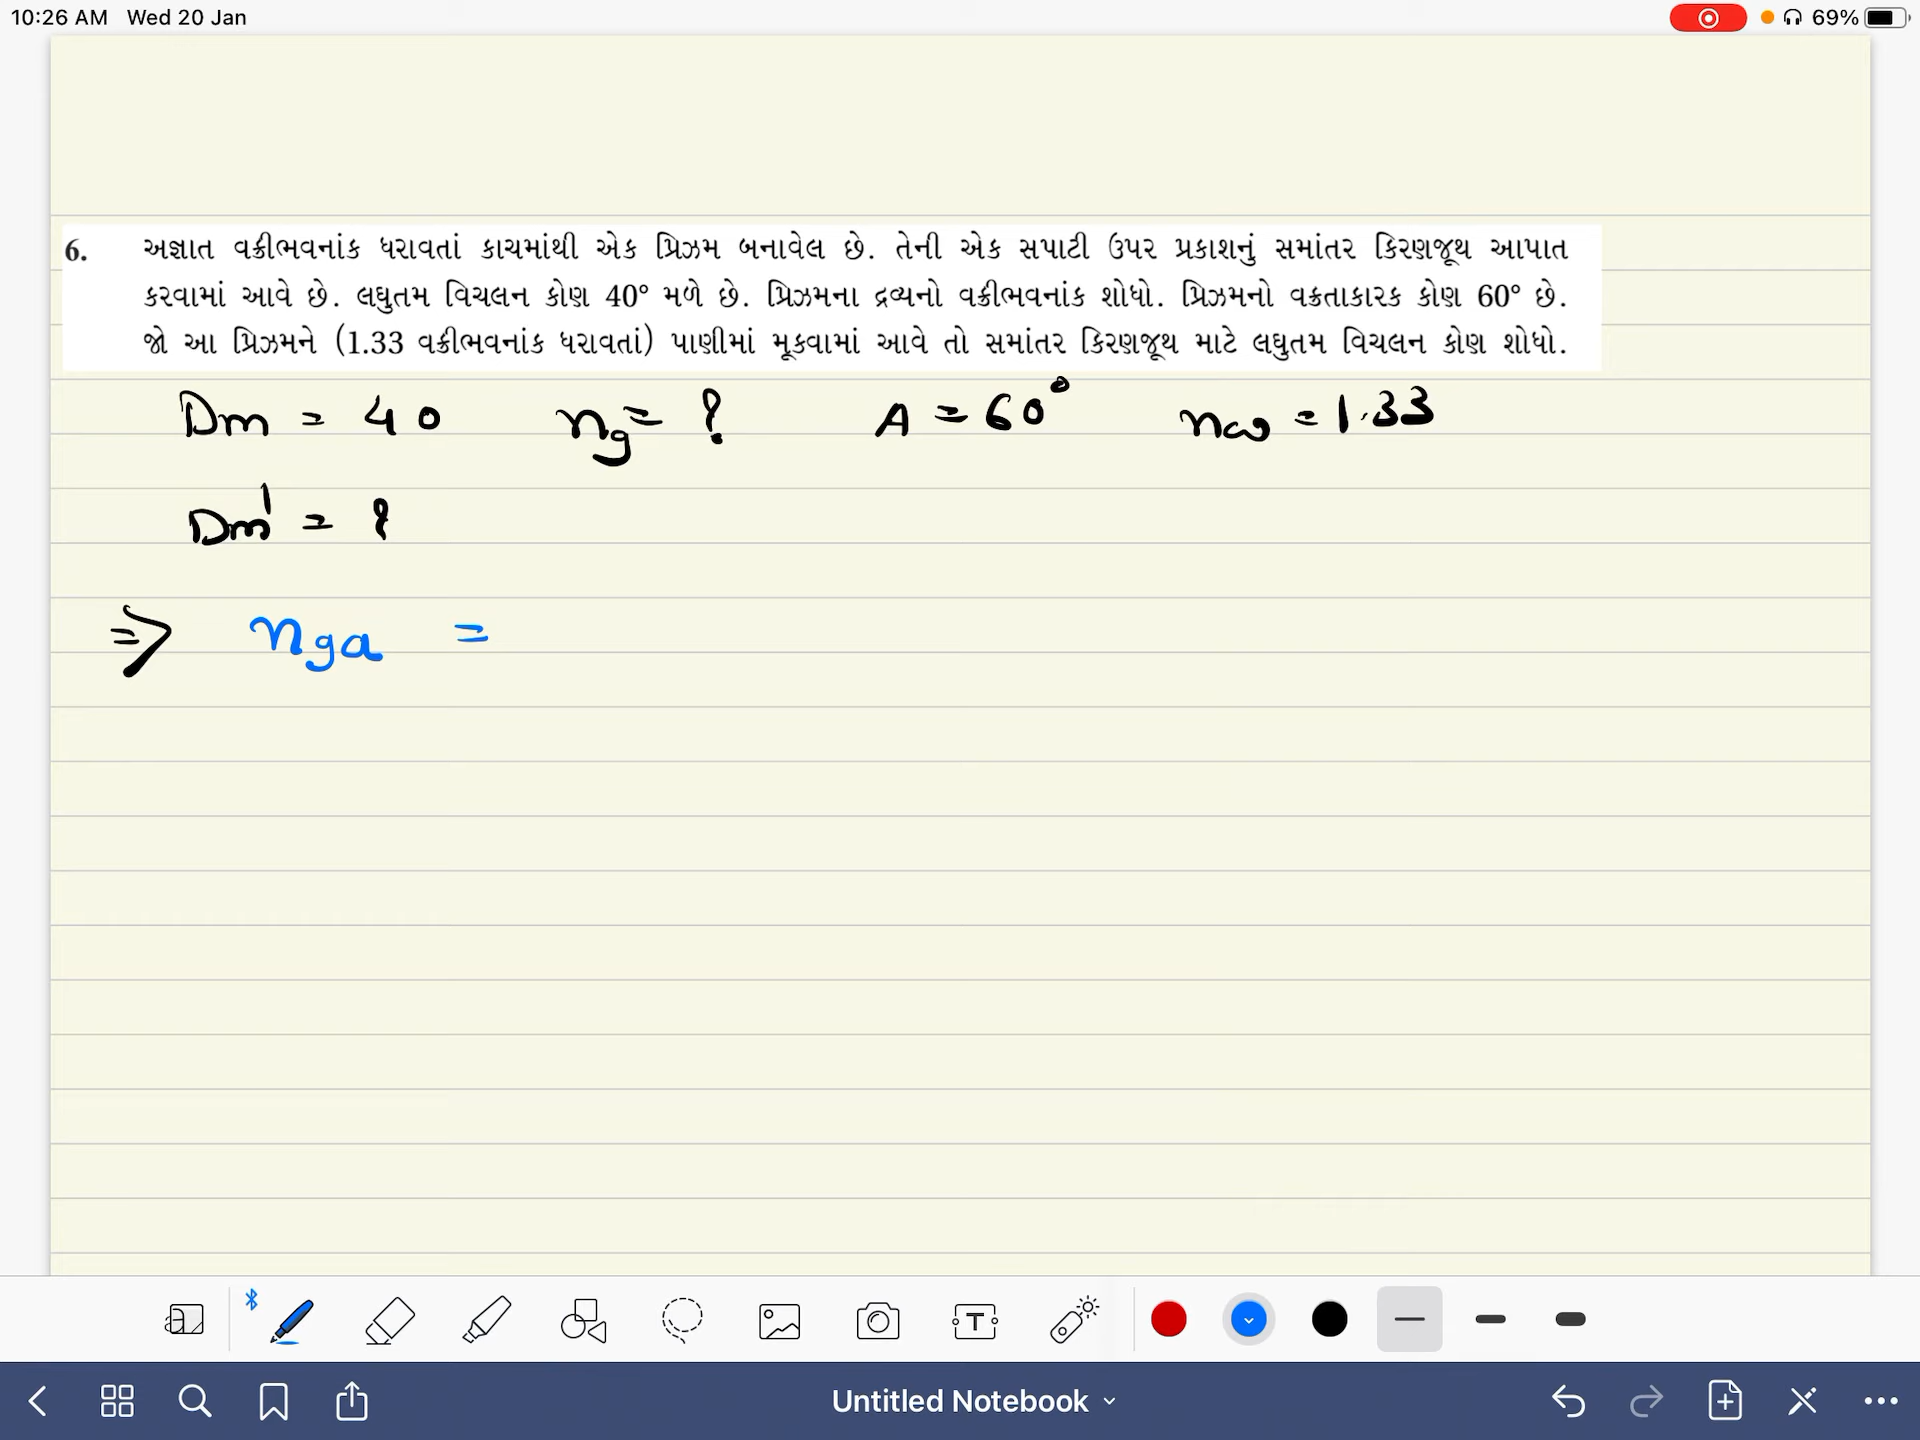 10:26 AM Wed 20 Jan
69%
6. અજ્ઞાત વક્રીભવનાંક ધરાવતાં કાચમાંથી એક પ્રિઝમ બનાવેલ છે. તેની એક સપાટી ઉપર પ્રકાશનું સમાંતર કિરણજૂથ આપાત
કરવામાં આવે છે. લઘુતમ વિચલન કોણ 40° મળે છે. પ્રિઝમના દ્રવ્યનો વક્રીભવનાંક શોધો. પ્રિઝમનો વક્રતાકારક કોણ 60° છે.
જો આ પ્રિઝમને (1.33 વક્રીભવનાંક ધરાવતાં) પાણીમાં મૂકવામાં આવે તો સમાંતર કિરણજૂથ માટે લઘુતમ વિચલન કોણ શોધો.
Dm = 40 ng = ? A = 60° nω = 1.33
Dm' = ?
⇒ nga =
Untitled Notebook